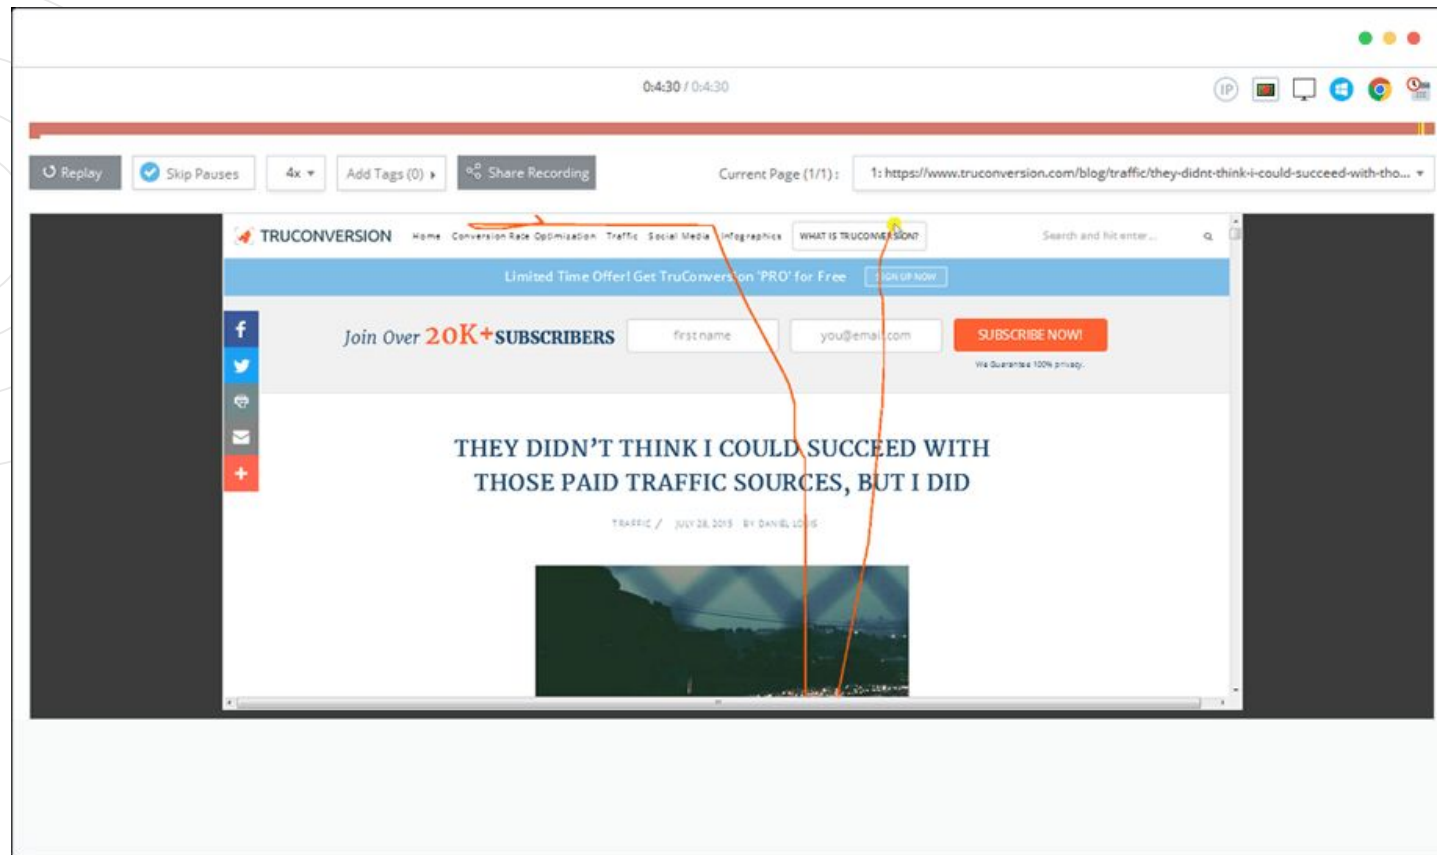 0:4:30 / 0:4:30
IP
Replay
Skip Pauses
4x
Add Tags (0)
Share Recording
Current Page (1/1) :
1: https://www.truconversion.com/blog/traffic/they-didnt-think-i-could-succeed-with-tho...
TRUCONVERSION
Home
Conversion Rate Optimization
Traffic
Social Media
Infographics
WHAT IS TRUCONVERSION?
Search and hit enter...
Limited Time Offer! Get TruConversion 'PRO' for Free
SIGN UP NOW
Join Over 20K+ SUBSCRIBERS
first name
you@email.com
SUBSCRIBE NOW!
We Guarantee 100% privacy.
THEY DIDN'T THINK I COULD SUCCEED WITH
THOSE PAID TRAFFIC SOURCES, BUT I DID
TRAFFIC / JULY 28, 2015 BY DANIEL LOUIS